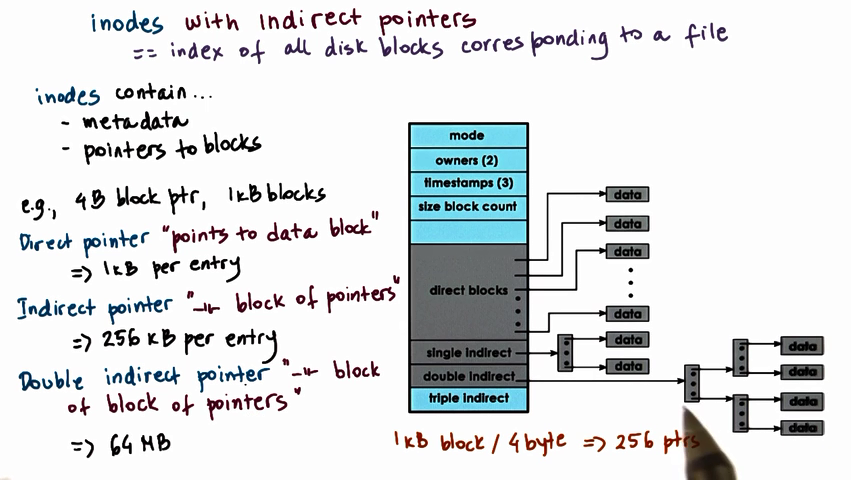 inodes with indirect pointers
== index of all disk blocks corresponding to a file
inodes contain...
- metadata
- pointers to blocks
e.g., 4B block ptr, 1kB blocks
Direct pointer "points to data block"
=> 1kB per entry
Indirect pointer "-||- block of pointers"
=> 256 kB per entry
Double indirect pointer "-||- block
of block of pointers"
=> 64 MB
mode
owners (2)
timestamps (3)
size block count
direct blocks
single indirect
double indirect
triple indirect
data
data
data
data
data
data
data
data
data
data
1kB block / 4 byte => 256 ptrs